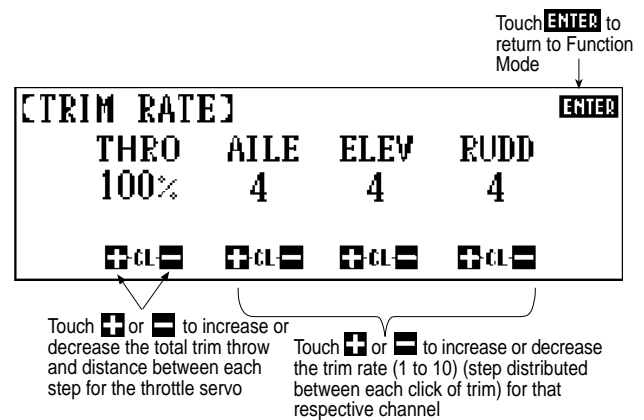 Touch ENTER to
return to Function
Mode
[TRIM RATE] ENTER
THRO AILE ELEV RUDD
100% 4 4 4
+CL- +CL- +CL- +CL-
Touch + or - to increase or
decrease the total trim throw
and distance between each
step for the throttle servo
Touch + or - to increase or decrease
the trim rate (1 to 10) (step distributed
between each click of trim) for that
respective channel